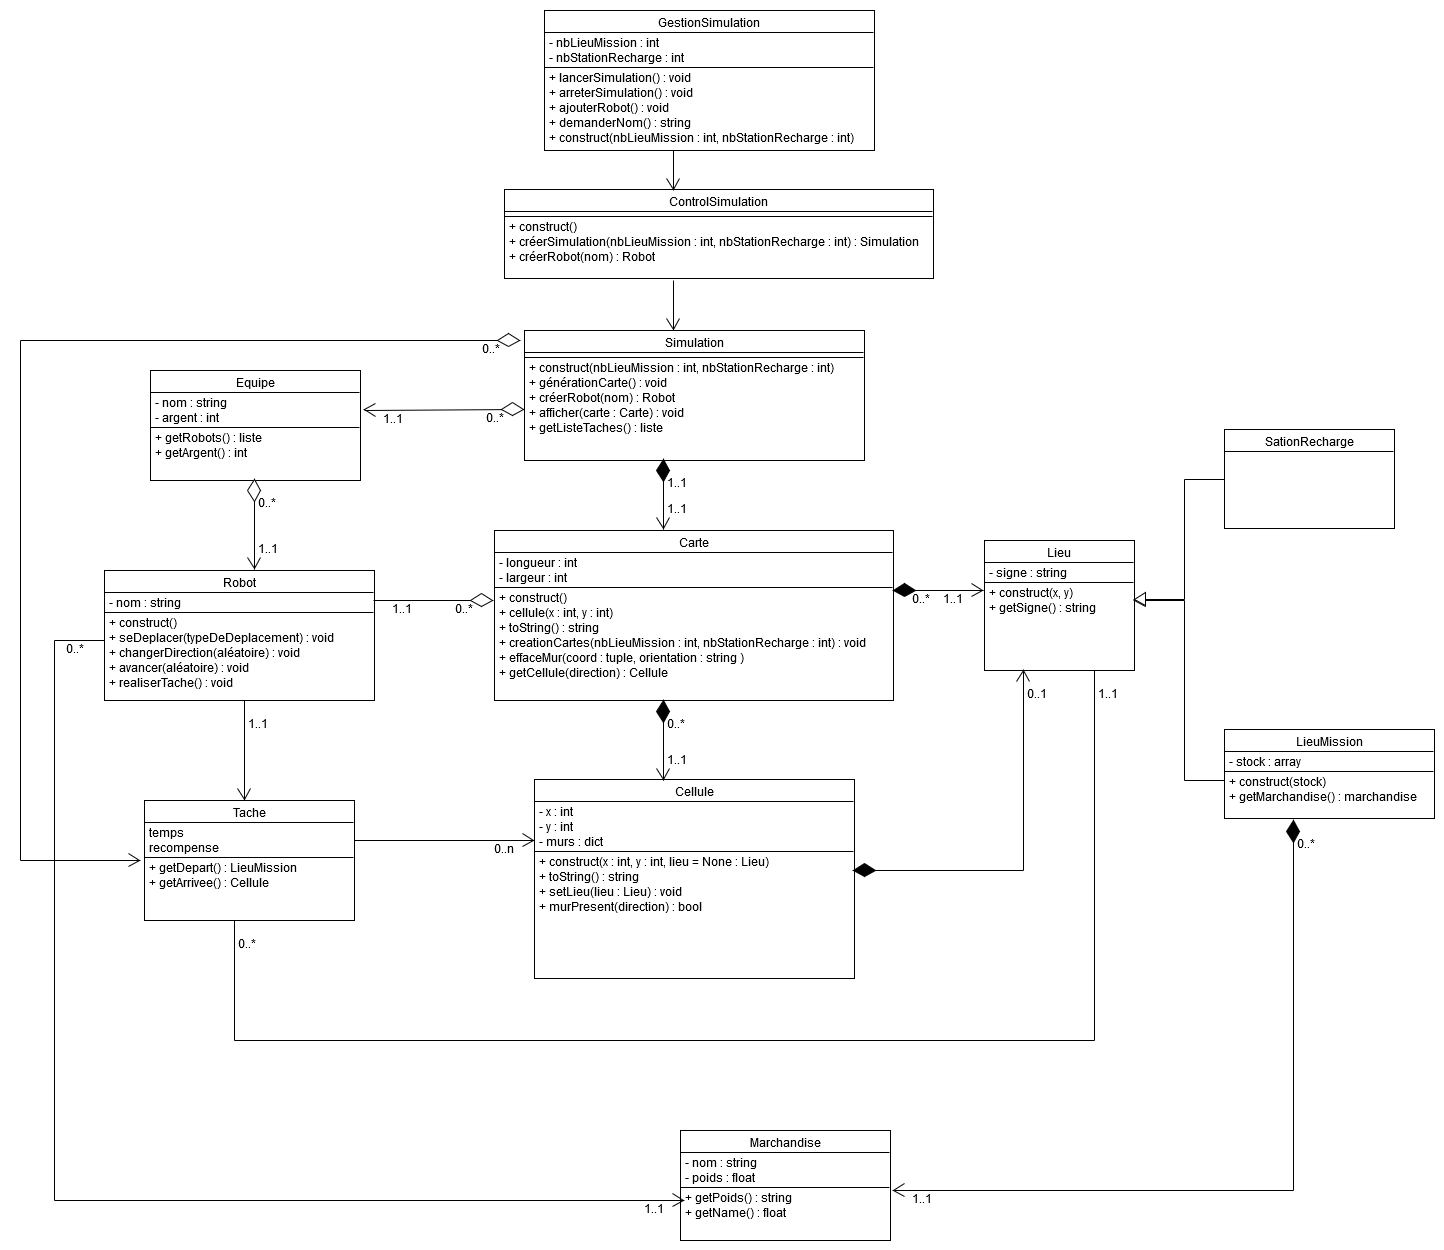 GestionSimulation
- nbLieuMission : int
- nbStationRecharge : int
+ lancerSimulation() : void
+ arreterSimulation() : void
+ ajouterRobot() : void
+ demanderNom() : string
+ construct(nbLieuMission : int, nbStationRecharge : int)
ControlSimulation
+ construct()
+ créerSimulation(nbLieuMission : int, nbStationRecharge : int) : Simulation
+ créerRobot(nom) : Robot
Simulation
+ construct(nbLieuMission : int, nbStationRecharge : int)
+ générationCarte() : void
+ créerRobot(nom) : Robot
+ afficher(carte : Carte) : void
+ getListeTaches() : liste
0..*
0..*
1..1
Equipe
- nom : string
- argent : int
+ getRobots() : liste
+ getArgent() : int
0..*
1..1
1..1
1..1
SationRecharge
Robot
- nom : string
+ construct()
+ seDeplacer(typeDeDeplacement) : void
+ changerDirection(aléatoire) : void
+ avancer(aléatoire) : void
+ realiserTache() : void
0..*
1..1
1..1
0..*
Carte
- longueur : int
- largeur : int
+ construct()
+ cellule(x : int, y : int)
+ toString() : string
+ creationCartes(nbLieuMission : int, nbStationRecharge : int) : void
+ effaceMur(coord : tuple, orientation : string )
+ getCellule(direction) : Cellule
0..*
1..1
Lieu
- signe : string
+ construct(x, y)
+ getSigne() : string
0..1
1..1
0..*
1..1
LieuMission
- stock : array
+ construct(stock)
+ getMarchandise() : marchandise
0..*
Tache
temps
recompense
+ getDepart() : LieuMission
+ getArrivee() : Cellule
0..n
0..*
Cellule
- x : int
- y : int
- murs : dict
+ construct(x : int, y : int, lieu = None : Lieu)
+ toString() : string
+ setLieu(lieu : Lieu) : void
+ murPresent(direction) : bool
Marchandise
- nom : string
- poids : float
+ getPoids() : string
+ getName() : float
1..1
1..1